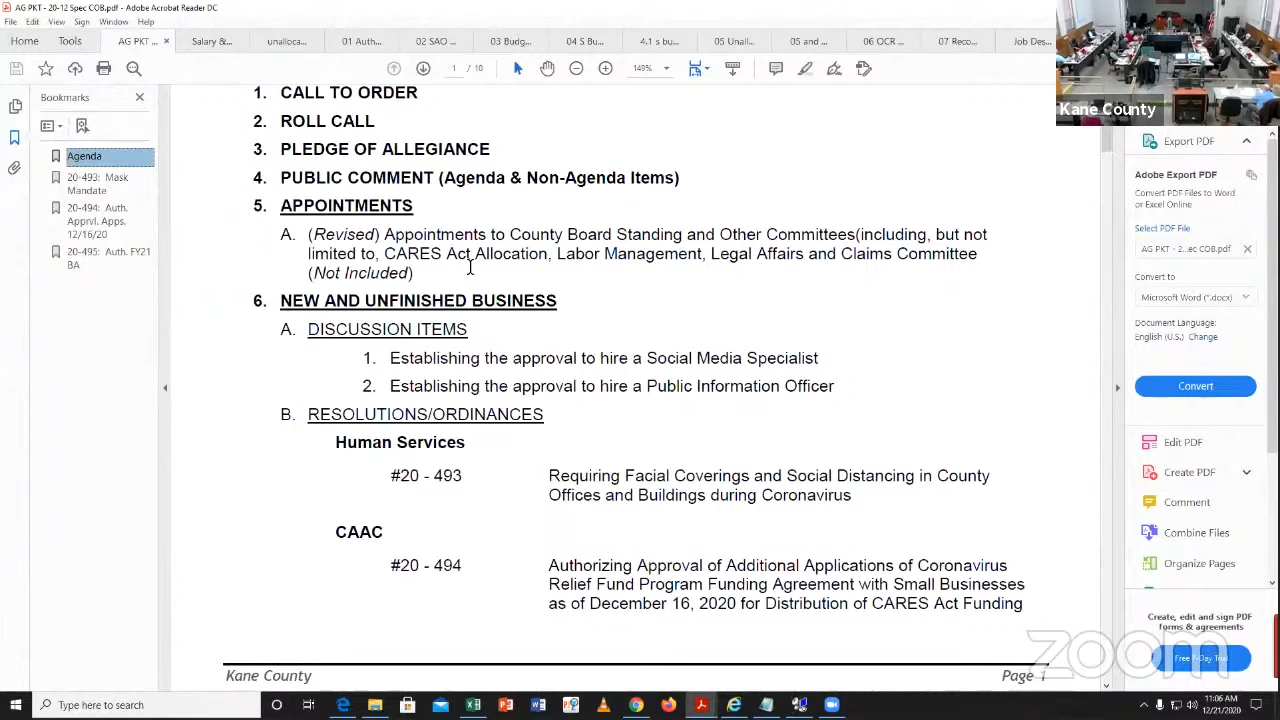 AG PKT - 20-12 Spec COB.pdf - Adobe Acrobat Reader DC
File Edit View Sign Window Help
Home Tools AG PKT ... × Salary &... unalloca... 01 Auth... 02 SAO ... 03 Budg... 04 S Bu... 4.1 s bu... 05 Unall... 05 and ... 06 OCR ... 07 Reco... Job Des...
1 / 10
149%
Bookmarks
Agenda
20-493: Mask
Mandate
20-494: Auth.
Apprvl. Apps.
12/16/20
20-495: Auth. FY21
BA
1. CALL TO ORDER
2. ROLL CALL
3. PLEDGE OF ALLEGIANCE
4. PUBLIC COMMENT (Agenda & Non-Agenda Items)
5. APPOINTMENTS
A. (Revised) Appointments to County Board Standing and Other Committees(including, but not
limited to, CARES Act Allocation, Labor Management, Legal Affairs and Claims Committee
(Not Included)
6. NEW AND UNFINISHED BUSINESS
A. DISCUSSION ITEMS
1. Establishing the approval to hire a Social Media Specialist
2. Establishing the approval to hire a Public Information Officer
B. RESOLUTIONS/ORDINANCES
Human Services
#20 - 493 Requiring Facial Coverings and Social Distancing in County
Offices and Buildings during Coronavirus
CAAC
#20 - 494 Authorizing Approval of Additional Applications of Coronavirus
Relief Fund Program Funding Agreement with Small Businesses
as of December 16, 2020 for Distribution of CARES Act Funding
Kane County Page 1
Kane County
Export PDF
Adobe Export PDF
Convert PDF Files to Word
or Excel Online
Select PDF File
AG PKT - 2...ec COB.pdf
Convert to
Microsoft Word (*.docx)
Document Language:
English (U.S.) Change
Convert
Edit PDF
Create PDF
Comment
Combine Files
Organize Pages
Create, edit and sign PDF
forms & agreements
Free 7-Day Trial
zoom
Type here to search
11:06 AM
12/21/2020